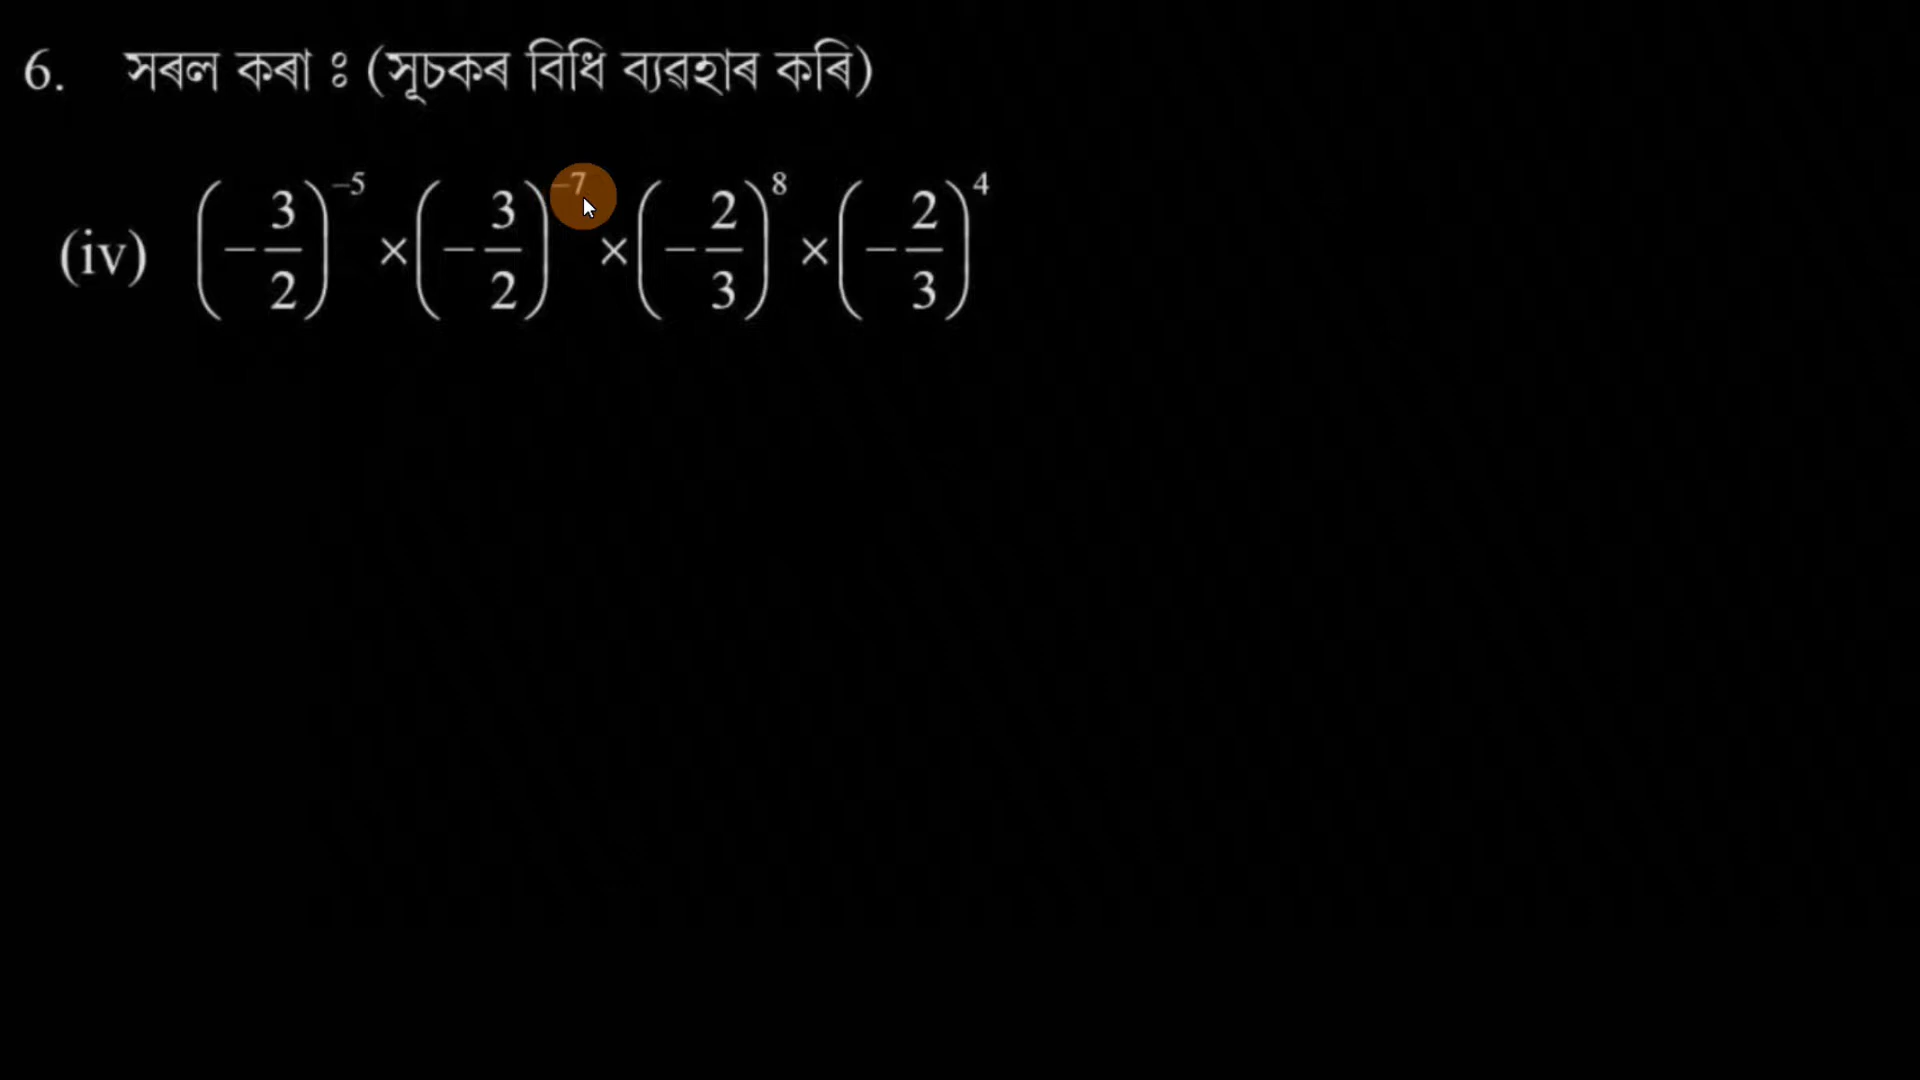 6. সৰল কৰা ঃ (সূচকৰ বিধি ব্যৱহাৰ কৰি)
(iv) (−3/2)^−5 × (−3/2)^−7 × (−2/3)^8 × (−2/3)^4